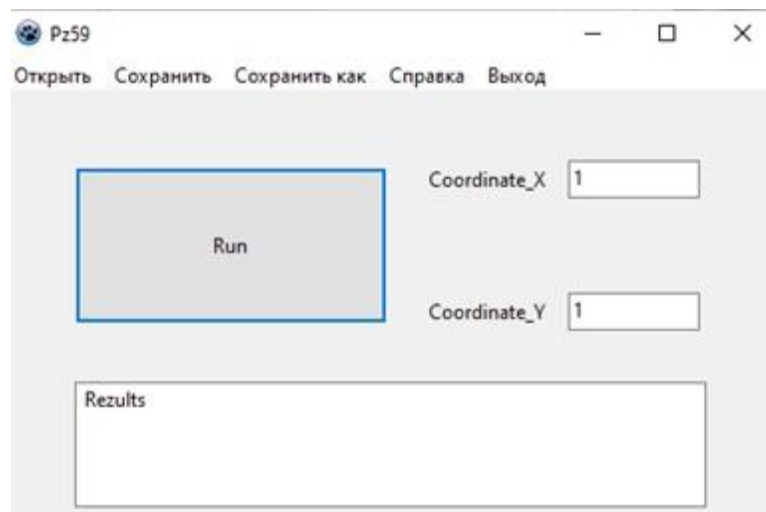 Pz59
Открыть Сохранить Сохранить как Справка Выход
Coordinate_X 1
Run
Coordinate_Y 1
Rezults